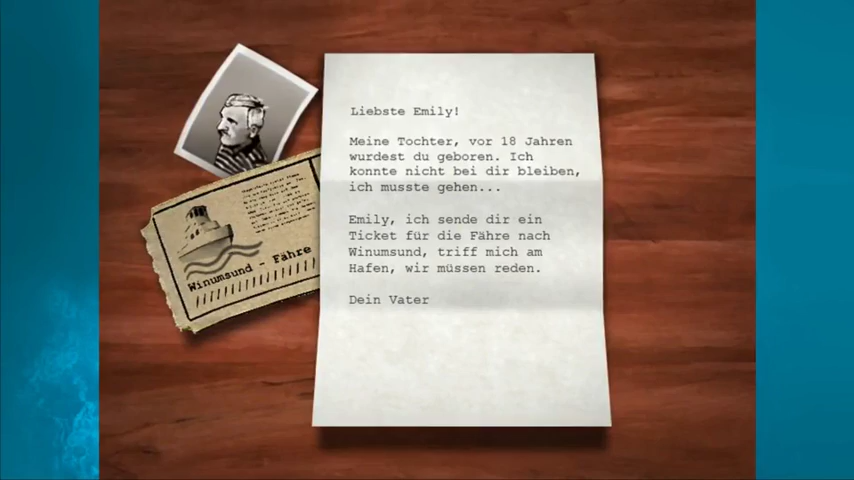 Liebste Emily!
Meine Tochter, vor 18 Jahren
wurdest du geboren. Ich
konnte nicht bei dir bleiben,
ich musste gehen...
Emily, ich sende dir ein
Ticket für die Fähre nach
Winumsund, triff mich am
Hafen, wir müssen reden.
Dein Vater
Winumsund - Fähre